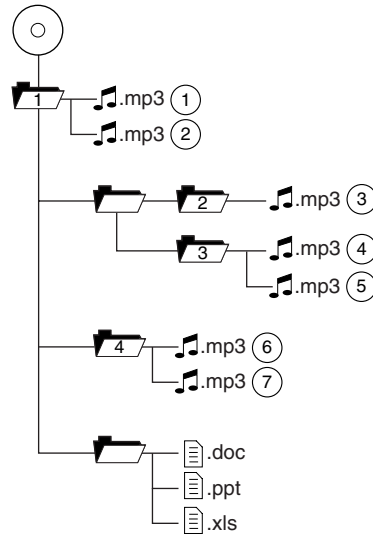 1 .mp3 1
.mp3 2
2 .mp3 3
3 .mp3 4
.mp3 5
4 .mp3 6
.mp3 7
.doc
.ppt
.xls